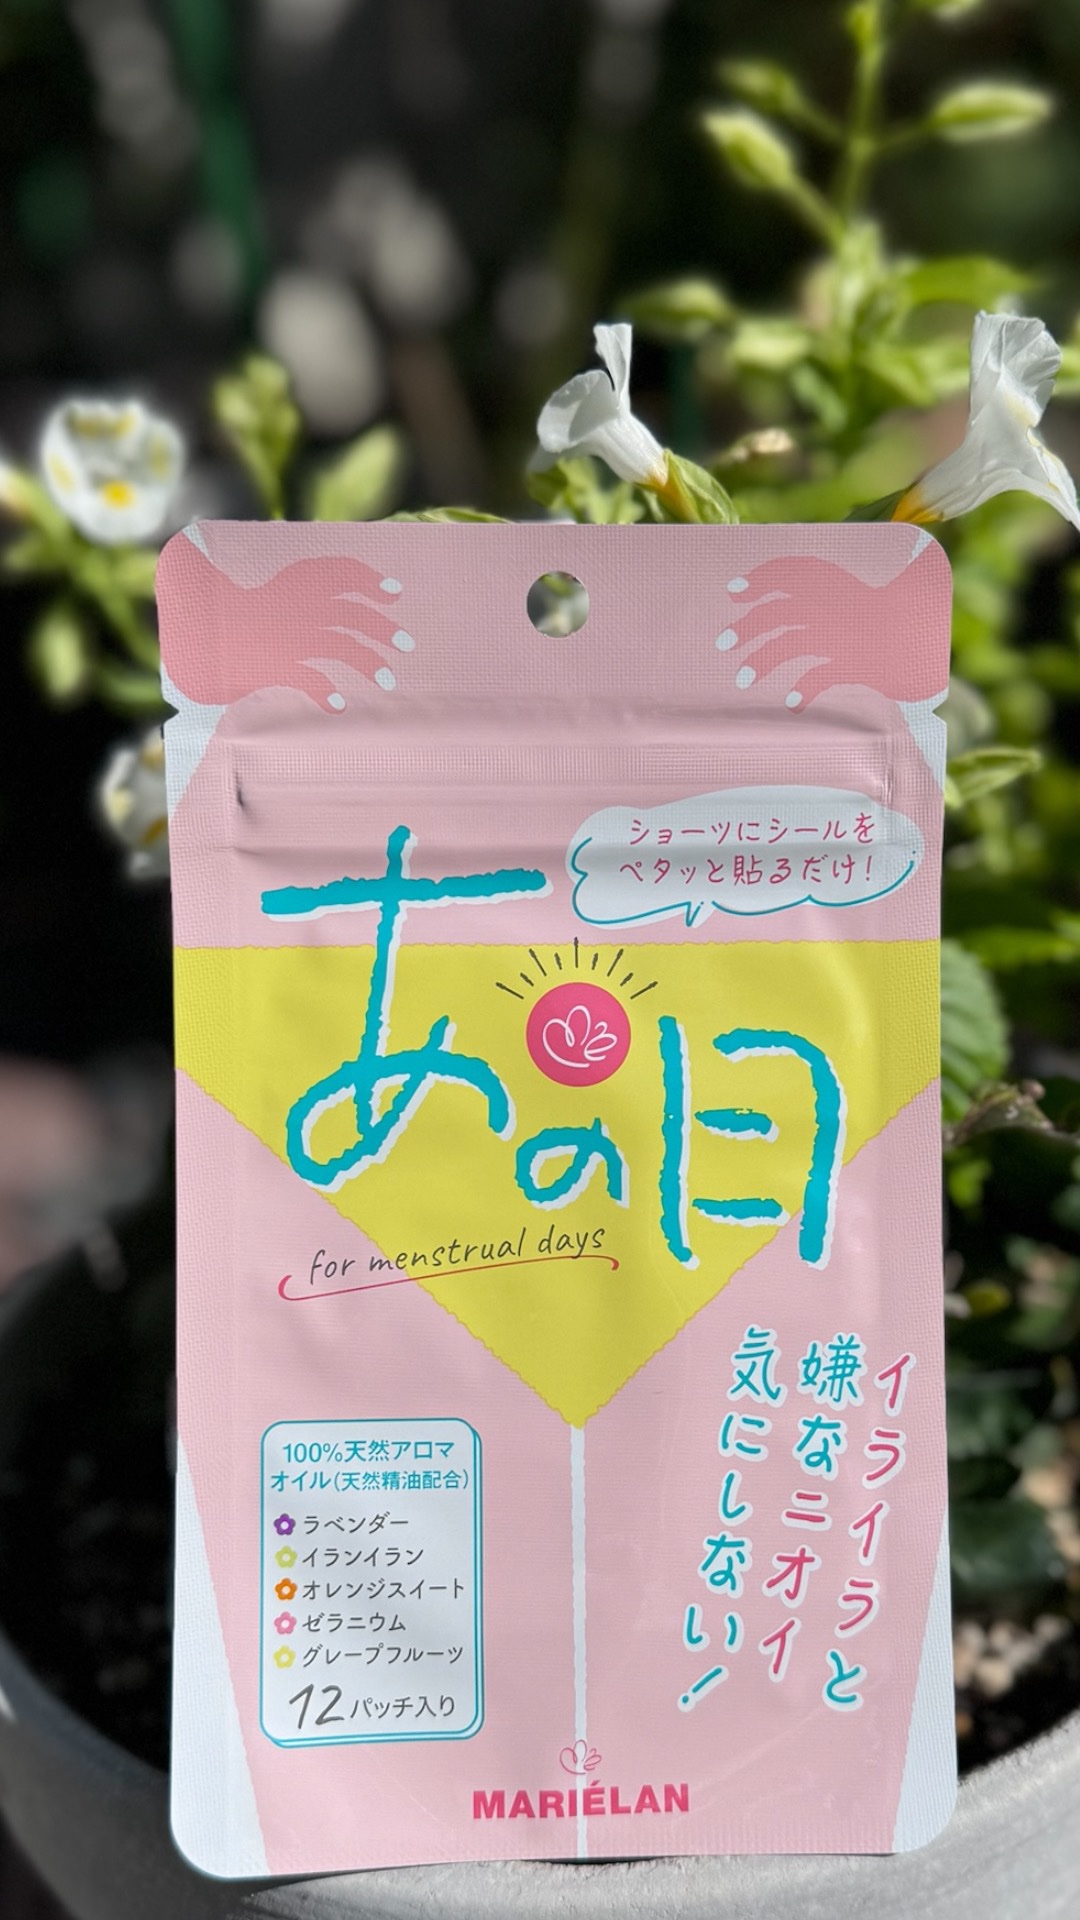 ショーツにシールを
ペタッと貼るだけ!
あの日
for menstrual days
イライラと
嫌なニオイ
気にしない!
100%天然アロマ
オイル(天然精油配合)
ラベンダー
イランイラン
オレンジスイート
ゼラニウム
グレープフルーツ
12パッチ入り
MARIÉLAN